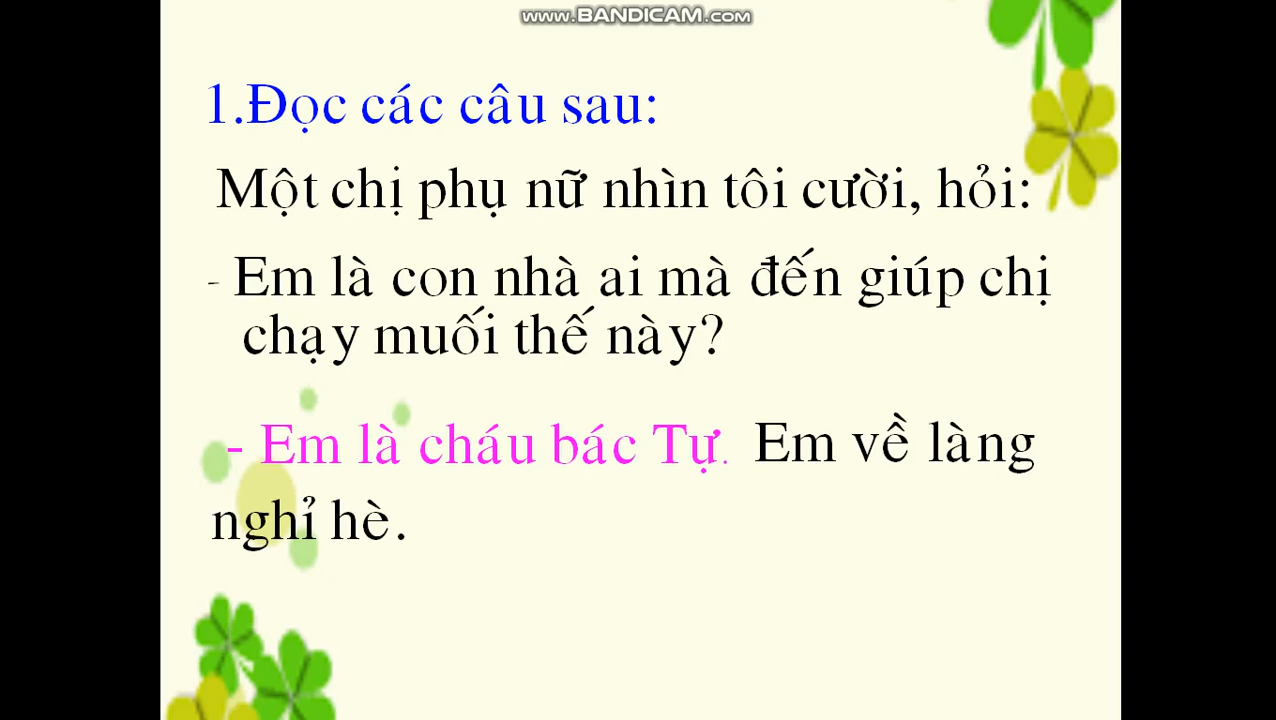 www.BANDICAM.com
1.Đọc các câu sau:
Một chị phụ nữ nhìn tôi cười, hỏi:
- Em là con nhà ai mà đến giúp chị
chạy muối thế này?
- Em là cháu bác Tự. Em về làng
nghỉ hè.